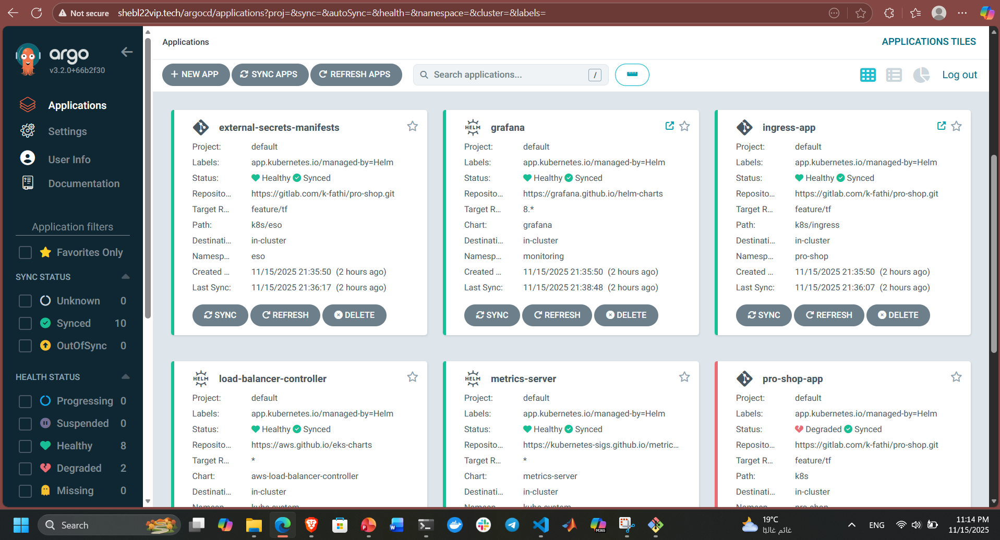 Not secure
shebl22vip.tech/argocd/applications?proj=&sync=&autoSync=&health=&namespace=&cluster=&labels=
argo
v3.2.0+66b2f30
Applications
Settings
User Info
Documentation
Application filters
Favorites Only
SYNC STATUS
Unknown 0
Synced 10
OutOfSync 0
HEALTH STATUS
Progressing 0
Suspended 0
Healthy 8
Degraded 2
Missing 0
Applications
APPLICATIONS TILES
+ NEW APP
SYNC APPS
REFRESH APPS
Search applications...
/
Log out
HELM
external-secrets-manifests
Project: default
Labels: app.kubernetes.io/managed-by=Helm
Status: Healthy Synced
Reposito... https://gitlab.com/k-fathi/pro-shop.git
Target R... feature/tf
Path: k8s/eso
Destinati... in-cluster
Namesp... eso
Created ... 11/15/2025 21:35:50 (2 hours ago)
Last Sync: 11/15/2025 21:36:17 (2 hours ago)
SYNC REFRESH DELETE
grafana
Project: default
Labels: app.kubernetes.io/managed-by=Helm
Status: Healthy Synced
Reposito... https://grafana.github.io/helm-charts
Target R... 8.*
Chart: grafana
Destinati... in-cluster
Namesp... monitoring
Created ... 11/15/2025 21:35:50 (2 hours ago)
Last Sync: 11/15/2025 21:38:48 (2 hours ago)
SYNC REFRESH DELETE
ingress-app
Project: default
Labels: app.kubernetes.io/managed-by=Helm
Status: Healthy Synced
Reposito... https://gitlab.com/k-fathi/pro-shop.git
Target R... feature/tf
Path: k8s/ingress
Destinati... in-cluster
Namesp... pro-shop
Created ... 11/15/2025 21:35:50 (2 hours ago)
Last Sync: 11/15/2025 21:36:07 (2 hours ago)
SYNC REFRESH DELETE
HELM
load-balancer-controller
Project: default
Labels: app.kubernetes.io/managed-by=Helm
Status: Healthy Synced
Reposito... https://aws.github.io/eks-charts
Target R... *
Chart: aws-load-balancer-controller
Destinati... in-cluster
Namesp... kube-system
HELM
metrics-server
Project: default
Labels: app.kubernetes.io/managed-by=Helm
Status: Healthy Synced
Reposito... https://kubernetes-sigs.github.io/metric...
Target R... *
Chart: metrics-server
Destinati... in-cluster
Namesp... kube-system
pro-shop-app
Project: default
Labels: app.kubernetes.io/managed-by=Helm
Status: Degraded Synced
Reposito... https://gitlab.com/k-fathi/pro-shop.git
Target R... feature/tf
Path: k8s
Destinati... in-cluster
Namesp... pro-shop
Search
M365
19°C
غائم غالبًا
ENG
11:14 PM
11/15/2025